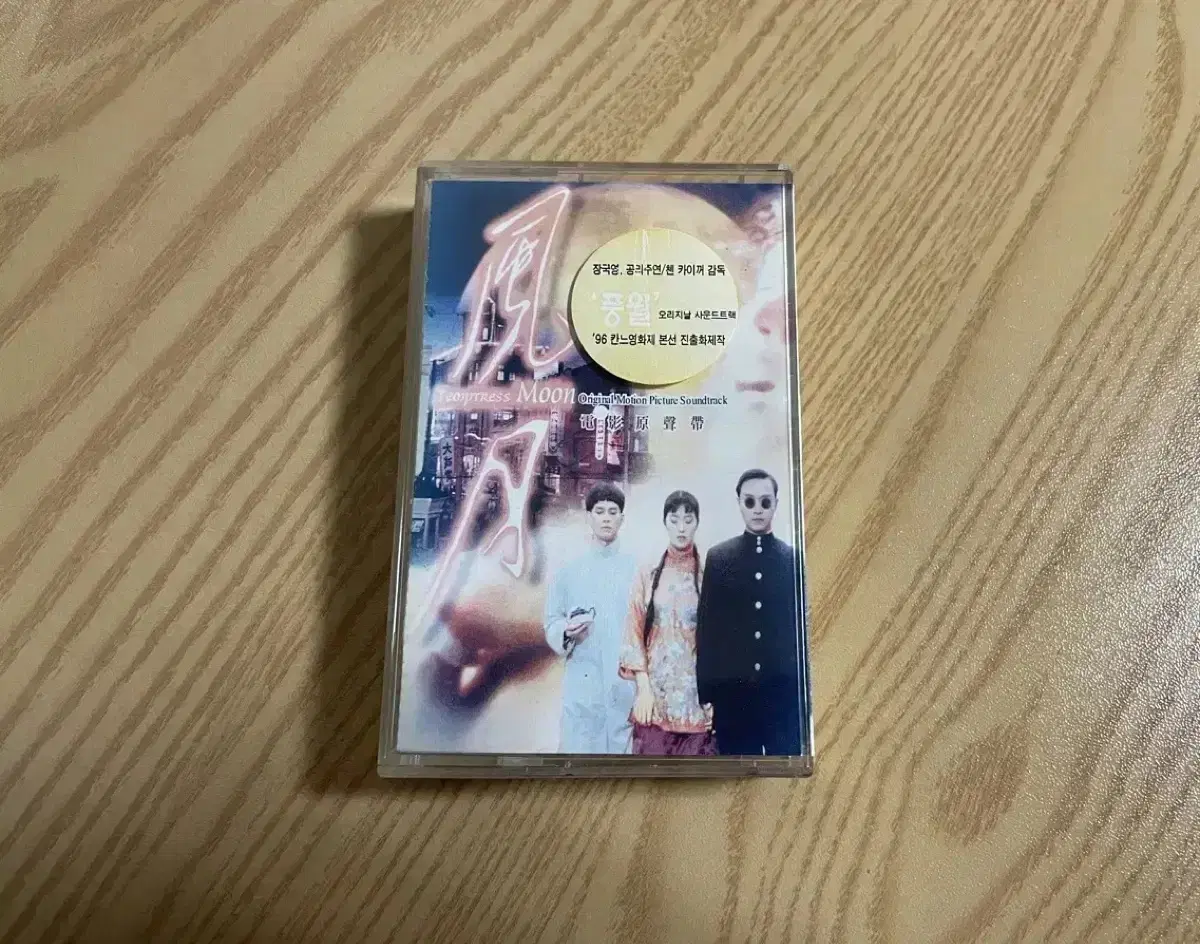 風
月
장국영, 공리주연/첸 카이꺼 감독
'풍월' 오리지날 사운드트랙
'96 칸느영화제 본선 진출화제작
Temptress Moon Original Motion Picture Soundtrack
電影原聲帶